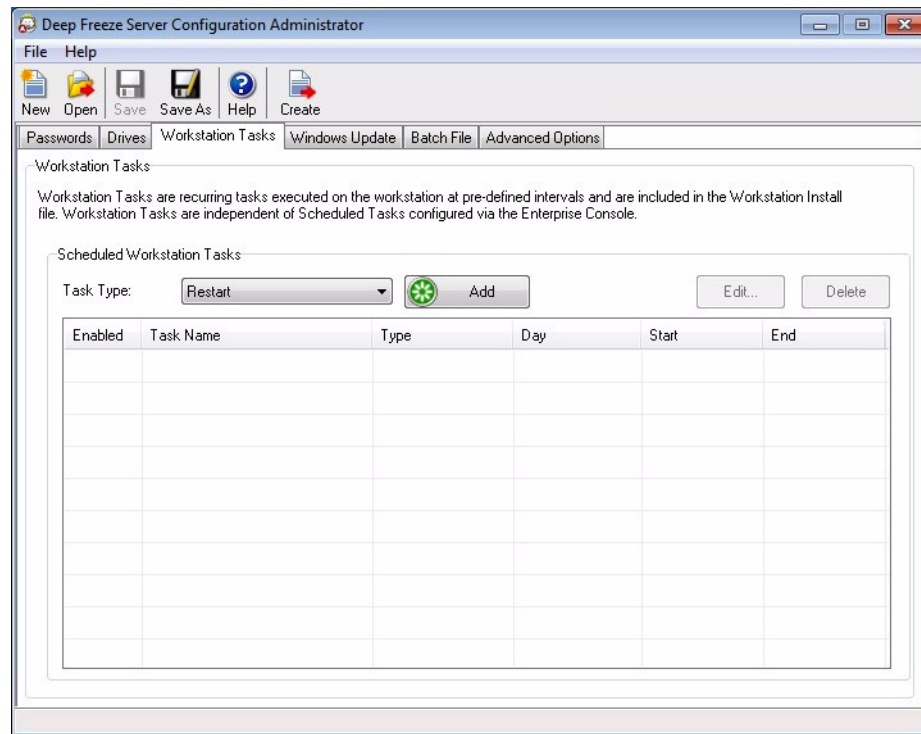 Deep Freeze Server Configuration Administrator
File Help
New Open Save Save As Help Create
Passwords Drives Workstation Tasks Windows Update Batch File Advanced Options
Workstation Tasks
Workstation Tasks are recurring tasks executed on the workstation at pre-defined intervals and are included in the Workstation Install
file. Workstation Tasks are independent of Scheduled Tasks configured via the Enterprise Console.
Scheduled Workstation Tasks
Task Type: Restart Add Edit... Delete
Enabled Task Name Type Day Start End